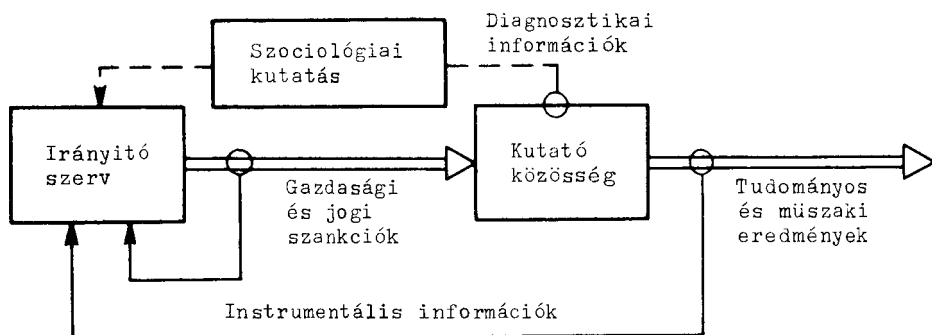 Diagnosztikai
információk
Szociológiai
kutatás
Irányitó
szerv
Kutató
közösség
Gazdasági
és jogi
szankciók
Tudományos
és müszaki
eredmények
Instrumentális információk